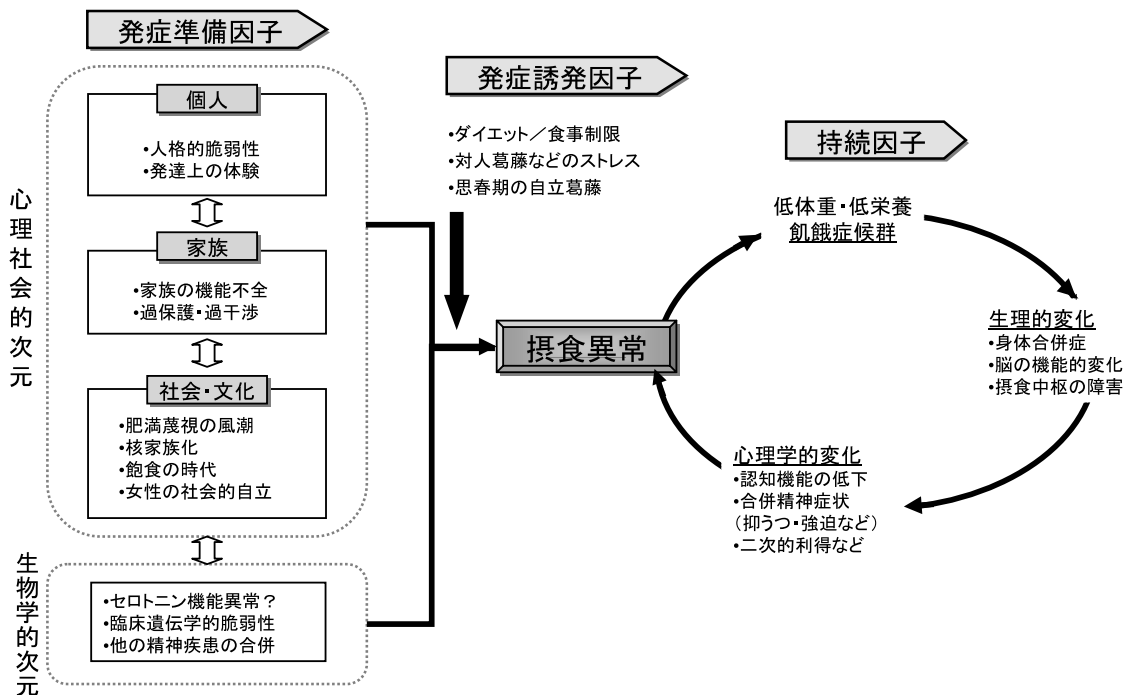 発症準備因子
心理社会的次元
個人
•人格的脆弱性
•発達上の体験
家族
•家族の機能不全
•過保護・過干渉
社会・文化
•肥満蔑視の風潮
•核家族化
•飽食の時代
•女性の社会的自立
生物学的次元
•セロトニン機能異常？
•臨床遺伝学的脆弱性
•他の精神疾患の合併
発症誘発因子
•ダイエット／食事制限
•対人葛藤などのストレス
•思春期の自立葛藤
摂食異常
持続因子
低体重・低栄養
飢餓症候群
生理的変化
•身体合併症
•脳の機能的変化
•摂食中枢の障害
心理学的変化
•認知機能の低下
•合併精神症状
（抑うつ・強迫など）
•二次的利得など